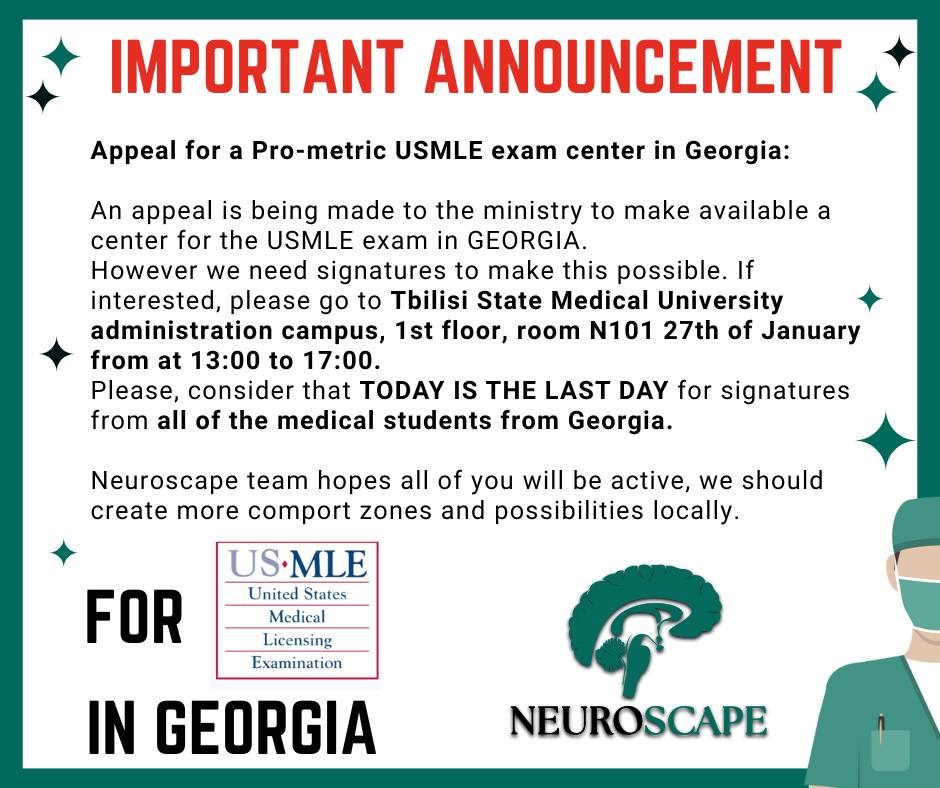 IMPORTANT ANNOUNCEMENT
Appeal for a Pro-metric USMLE exam center in Georgia:
An appeal is being made to the ministry to make available a
center for the USMLE exam in GEORGIA.
However we need signatures to make this possible. If
interested, please go to Tbilisi State Medical University
administration campus, 1st floor, room N101 27th of January
from at 13:00 to 17:00.
Please, consider that TODAY IS THE LAST DAY for signatures
from all of the medical students from Georgia.
Neuroscape team hopes all of you will be active, we should
create more comport zones and possibilities locally.
FOR
US♦MLE
United States
Medical
Licensing
Examination
IN GEORGIA
NEUROSCAPE